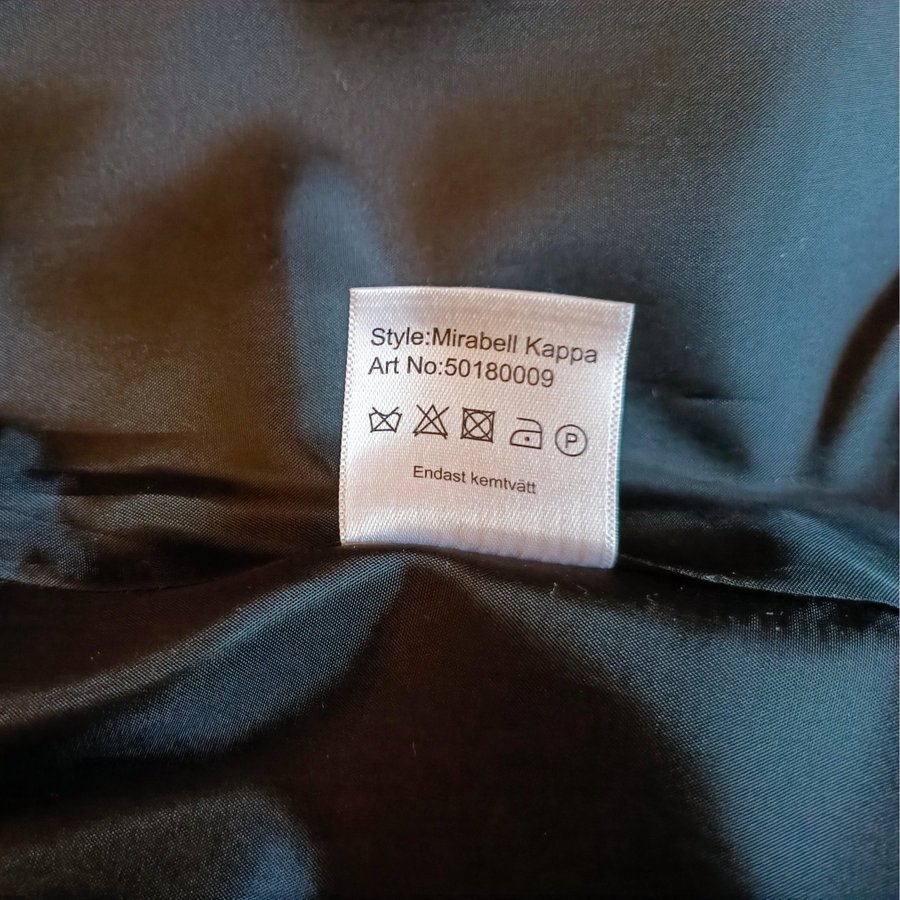 Style:Mirabell Kappa
Art No:50180009
P
Endast kemtvätt